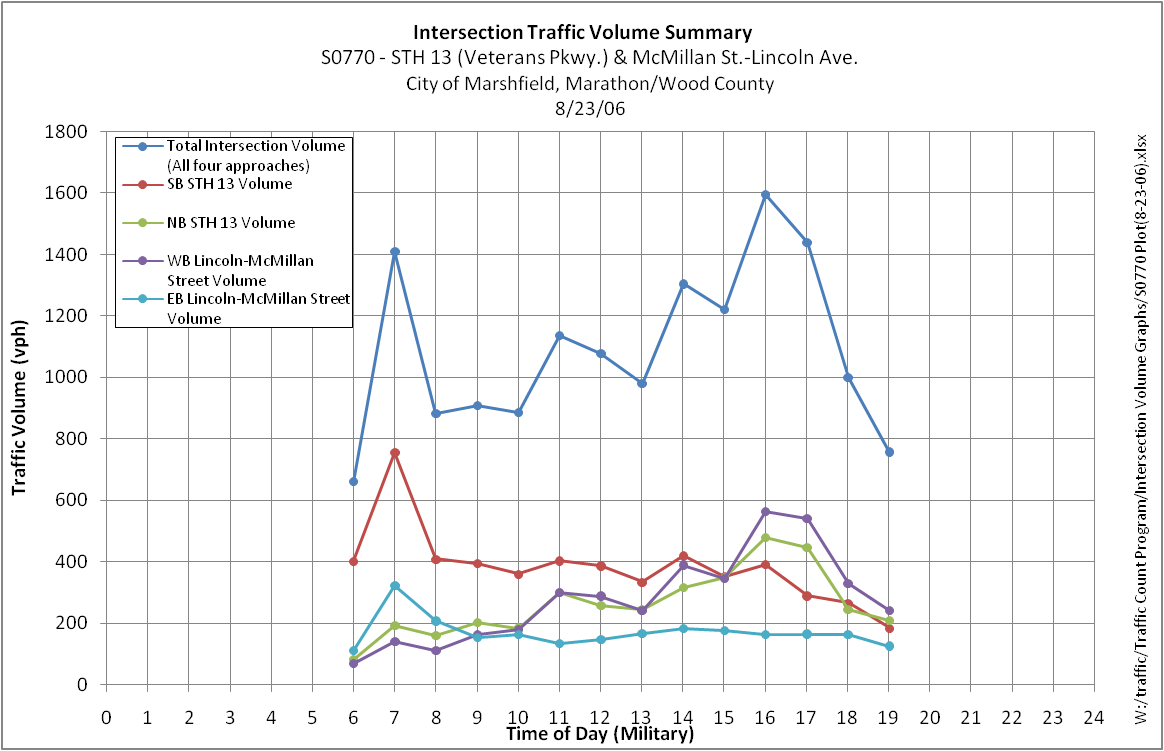 Intersection Traffic Volume Summary
S0770 - STH 13 (Veterans Pkwy.) & McMillan St.-Lincoln Ave.
City of Marshfield, Marathon/Wood County
8/23/06
1800
1600
1400
1200
1000
800
600
400
200
0
Traffic Volume (vph)
Total Intersection Volume
(All four approaches)
SB STH 13 Volume
NB STH 13 Volume
WB Lincoln-McMillan
Street Volume
EB Lincoln-McMillan Street
Volume
0 1 2 3 4 5 6 7 8 9 10 11 12 13 14 15 16 17 18 19 20 21 22 23 24
Time of Day (Military)
W:/traffic/Traffic Count Program/Intersection Volume Graphs/S0770 Plot(8-23-06).xlsx